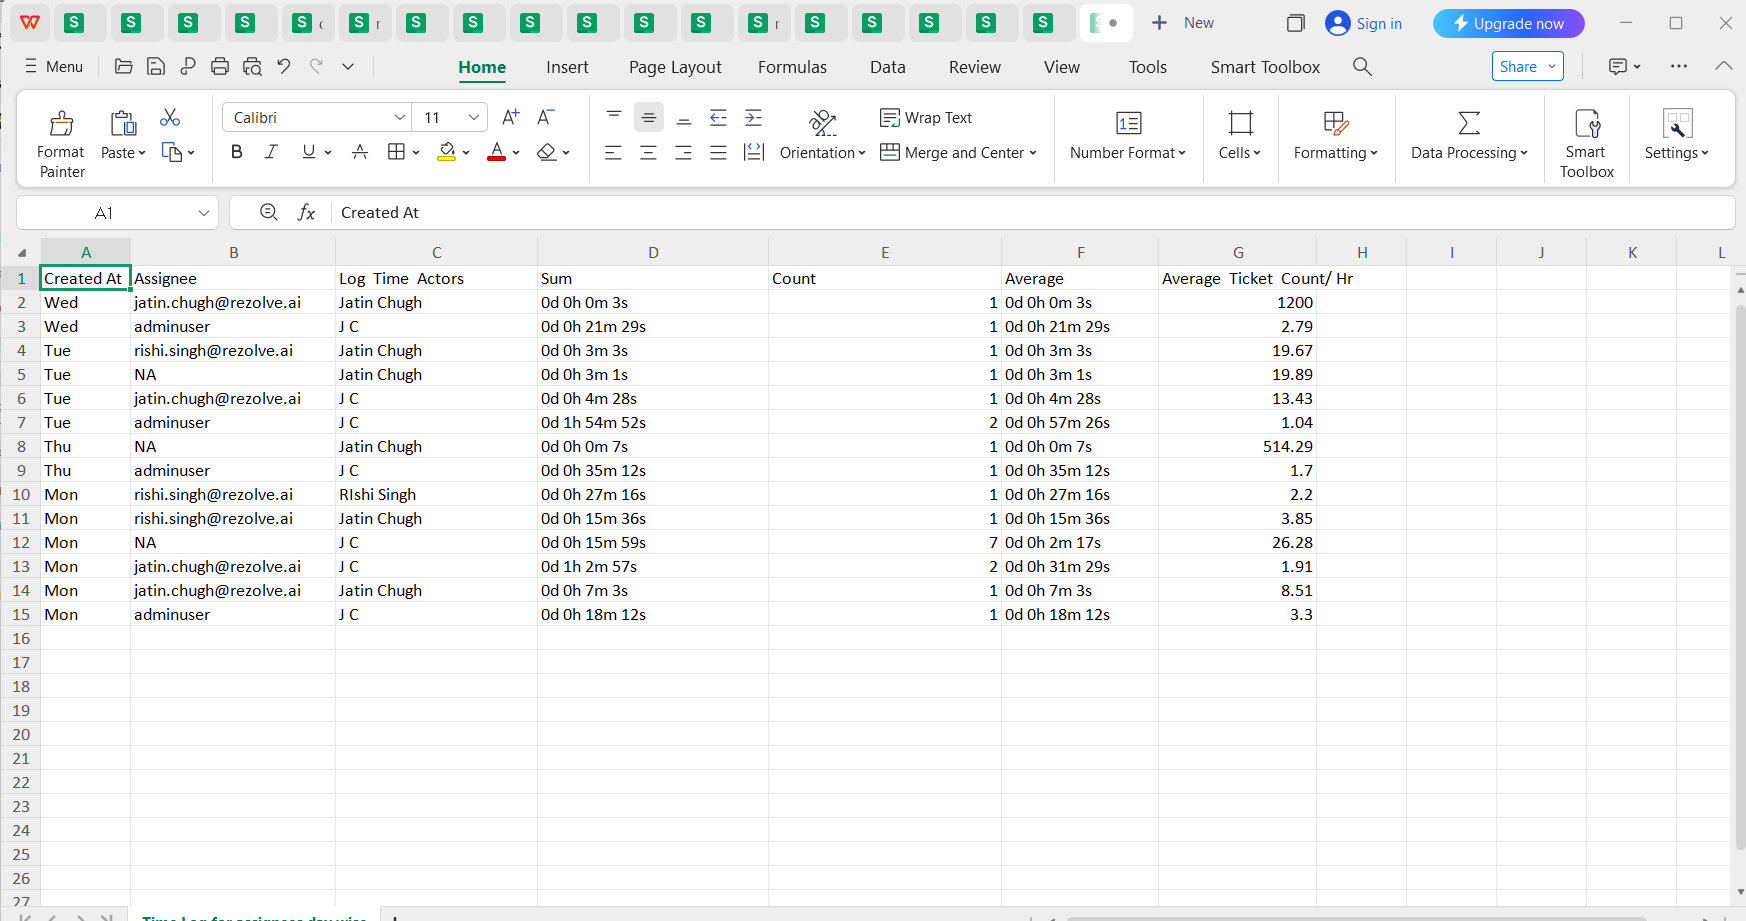 + New Sign in Upgrade now
Menu Home Insert Page Layout Formulas Data Review View Tools Smart Toolbox Share
Format Painter Paste Calibri 11 A+ A- B I U A A Orientation Wrap Text Merge and Center Number Format Cells Formatting Data Processing Smart Toolbox Settings
A1 fx Created At
A B C D E F G H I J K L
1 Created At Assignee Log Time Actors Sum Count Average Average Ticket Count/ Hr
2 Wed jatin.chugh@rezolve.ai Jatin Chugh 0d 0h 0m 3s 1 0d 0h 0m 3s 1200
3 Wed adminuser J C 0d 0h 21m 29s 1 0d 0h 21m 29s 2.79
4 Tue rishi.singh@rezolve.ai Jatin Chugh 0d 0h 3m 3s 1 0d 0h 3m 3s 19.67
5 Tue NA Jatin Chugh 0d 0h 3m 1s 1 0d 0h 3m 1s 19.89
6 Tue jatin.chugh@rezolve.ai J C 0d 0h 4m 28s 1 0d 0h 4m 28s 13.43
7 Tue adminuser J C 0d 1h 54m 52s 2 0d 0h 57m 26s 1.04
8 Thu NA Jatin Chugh 0d 0h 0m 7s 1 0d 0h 0m 7s 514.29
9 Thu adminuser J C 0d 0h 35m 12s 1 0d 0h 35m 12s 1.7
10 Mon rishi.singh@rezolve.ai RIshi Singh 0d 0h 27m 16s 1 0d 0h 27m 16s 2.2
11 Mon rishi.singh@rezolve.ai Jatin Chugh 0d 0h 15m 36s 1 0d 0h 15m 36s 3.85
12 Mon NA J C 0d 0h 15m 59s 7 0d 0h 2m 17s 26.28
13 Mon jatin.chugh@rezolve.ai J C 0d 1h 2m 57s 2 0d 0h 31m 29s 1.91
14 Mon jatin.chugh@rezolve.ai Jatin Chugh 0d 0h 7m 3s 1 0d 0h 7m 3s 8.51
15 Mon adminuser J C 0d 0h 18m 12s 1 0d 0h 18m 12s 3.3
16
17
18
19
20
21
22
23
24
25
26
27
Time Log for assignees day wise